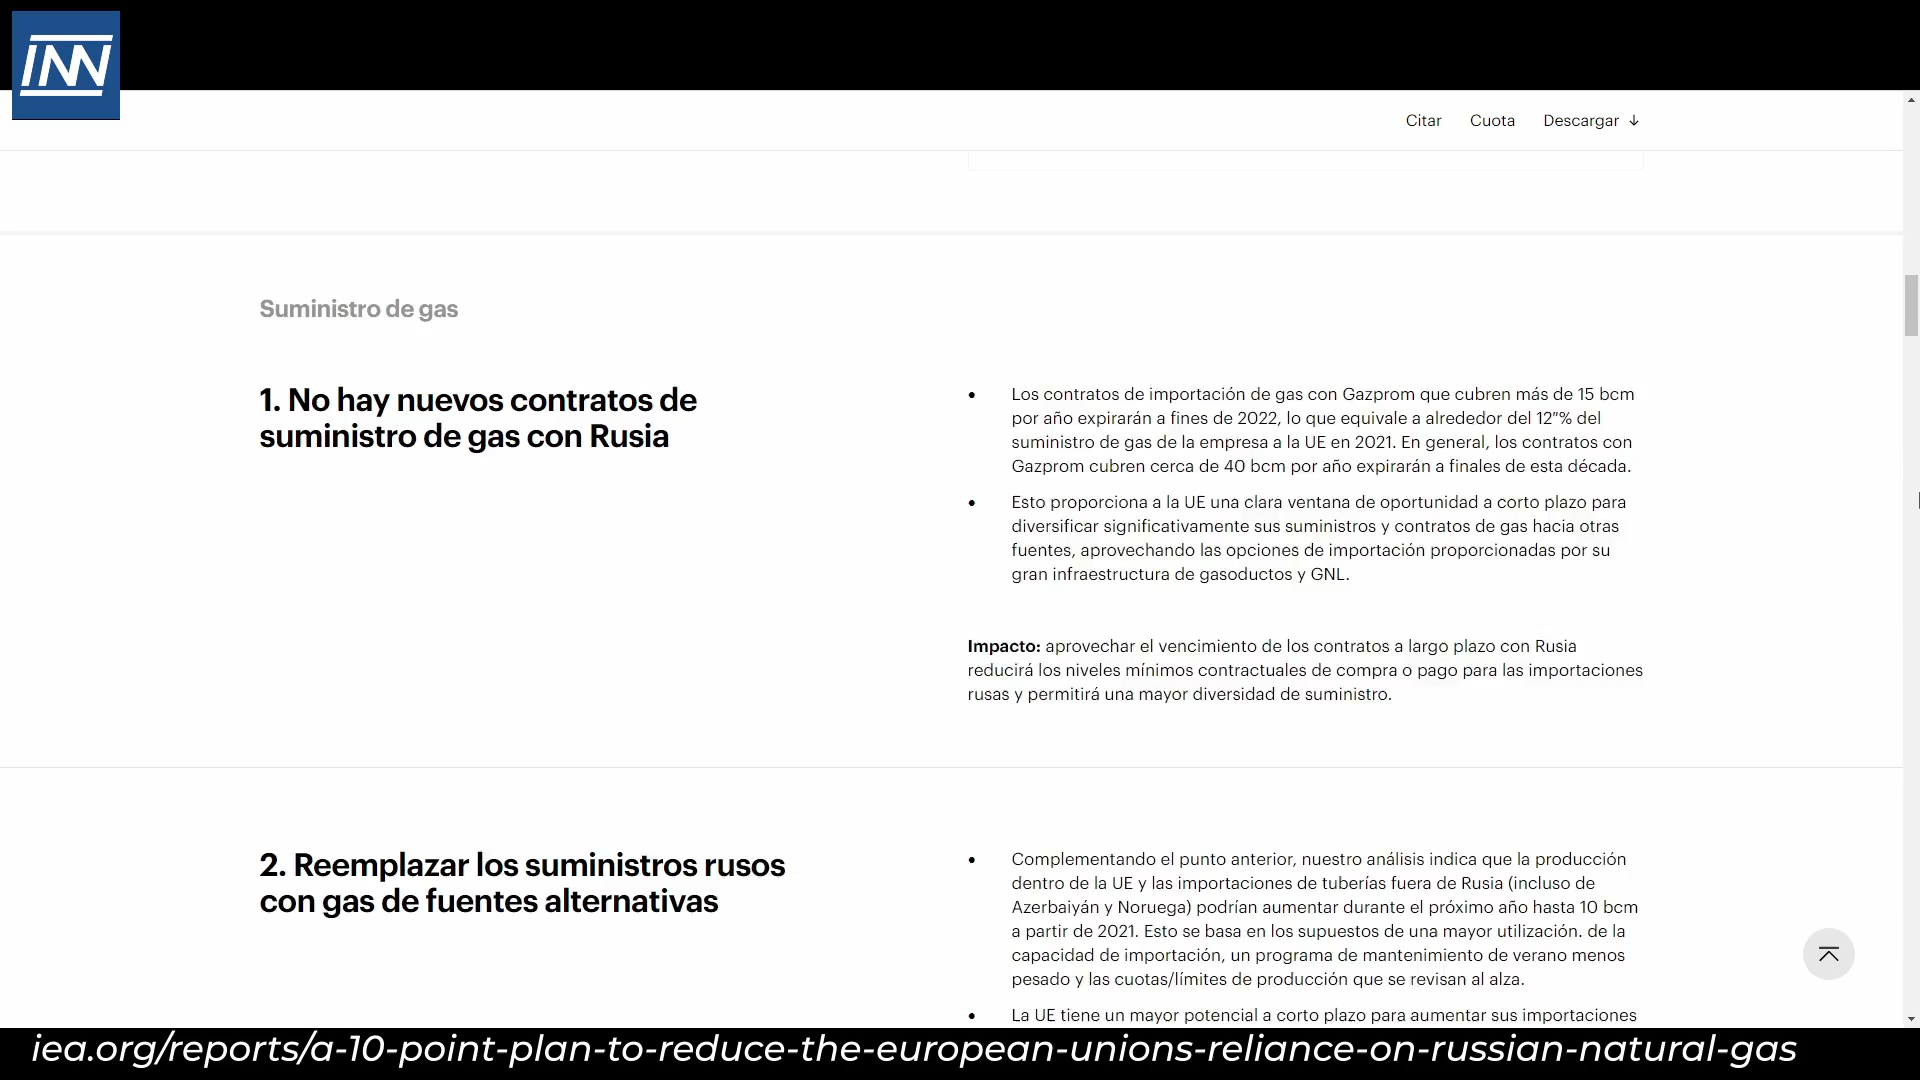 INN
Citar Cuota Descargar ↓
Suministro de gas
1. No hay nuevos contratos de
suministro de gas con Rusia
• Los contratos de importación de gas con Gazprom que cubren más de 15 bcm
por año expirarán a fines de 2022, lo que equivale a alrededor del 12"% del
suministro de gas de la empresa a la UE en 2021. En general, los contratos con
Gazprom cubren cerca de 40 bcm por año expirarán a finales de esta década.
• Esto proporciona a la UE una clara ventana de oportunidad a corto plazo para
diversificar significativamente sus suministros y contratos de gas hacia otras
fuentes, aprovechando las opciones de importación proporcionadas por su
gran infraestructura de gasoductos y GNL.
Impacto: aprovechar el vencimiento de los contratos a largo plazo con Rusia
reducirá los niveles mínimos contractuales de compra o pago para las importaciones
rusas y permitirá una mayor diversidad de suministro.
2. Reemplazar los suministros rusos
con gas de fuentes alternativas
• Complementando el punto anterior, nuestro análisis indica que la producción
dentro de la UE y las importaciones de tuberías fuera de Rusia (incluso de
Azerbaiyán y Noruega) podrían aumentar durante el próximo año hasta 10 bcm
a partir de 2021. Esto se basa en los supuestos de una mayor utilización. de la
capacidad de importación, un programa de mantenimiento de verano menos
pesado y las cuotas/límites de producción que se revisan al alza.
• La UE tiene un mayor potencial a corto plazo para aumentar sus importaciones
iea.org/reports/a-10-point-plan-to-reduce-the-european-unions-reliance-on-russian-natural-gas